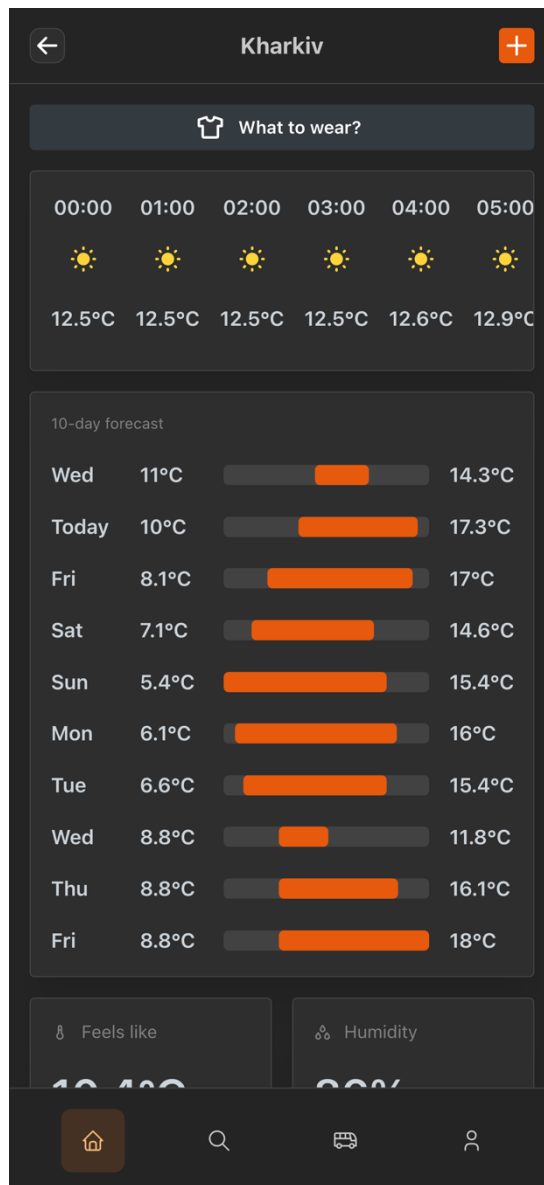 Kharkiv
What to wear?
00:00 01:00 02:00 03:00 04:00 05:00
12.5°C 12.5°C 12.5°C 12.5°C 12.6°C 12.9°C
10-day forecast
Wed 11°C 14.3°C
Today 10°C 17.3°C
Fri 8.1°C 17°C
Sat 7.1°C 14.6°C
Sun 5.4°C 15.4°C
Mon 6.1°C 16°C
Tue 6.6°C 15.4°C
Wed 8.8°C 11.8°C
Thu 8.8°C 16.1°C
Fri 8.8°C 18°C
Feels like Humidity